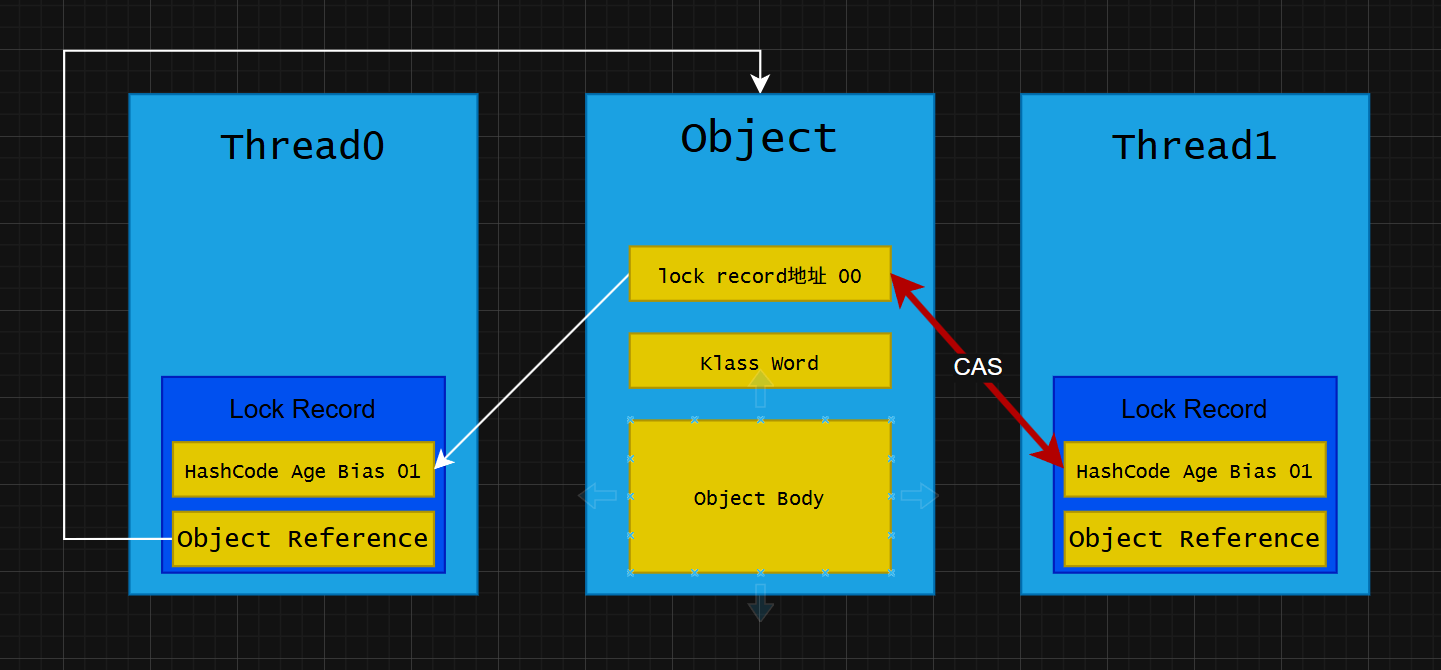 Thread0
Object
Thread1
lock record地址 00
Klass Word
CAS
Lock Record
HashCode Age Bias 01
Object Reference
Object Body
Lock Record
HashCode Age Bias 01
Object Reference